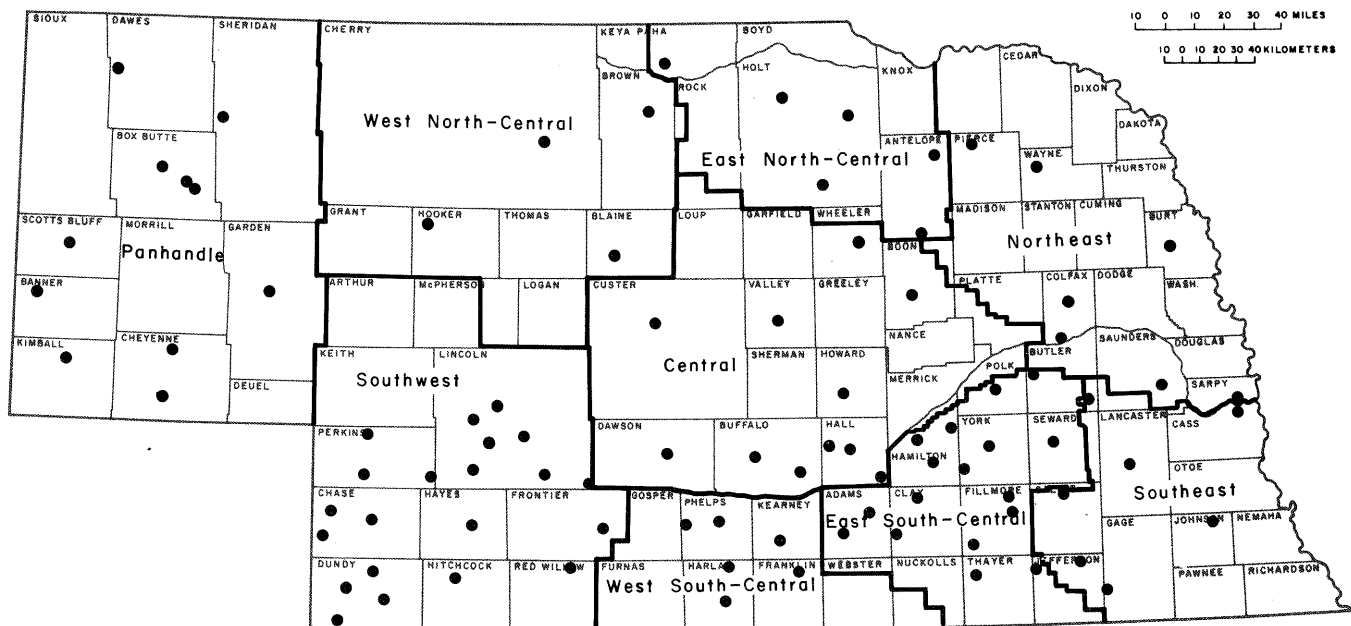 10 0 10 20 30 40 MILES
10 0 10 20 30 40 KILOMETERS
SIOUX
DAWES
SHERIDAN
CHERRY
KEYA PAHA
BOYD
BROWN
ROCK
HOLT
KNOX
CEDAR
DIXON
DAKOTA
West North-Central
East North-Central
BOX BUTTE
ANTELOPE
PIERCE
WAYNE
THURSTON
SCOTTS BLUFF
MORRILL
GARDEN
GRANT
HOOKER
THOMAS
BLAINE
LOUP
GARFIELD
WHEELER
MADISON
STANTON
CUMING
BURT
Panhandle
Northeast
BOON
BANNER
ARTHUR
McPHERSON
LOGAN
CUSTER
VALLEY
GREELEY
PLATTE
COLFAX
DODGE
WASH.
KIMBALL
CHEYENNE
NANCE
SAUNDERS
DOUGLAS
KEITH
LINCOLN
SHERMAN
HOWARD
BUTLER
Southwest
Central
POLK
MERRICK
DEUEL
SARPY
PERKINS
DAWSON
BUFFALO
HALL
YORK
SEWARD
LANCASTER
CASS
HAMILTON
OTOE
CHASE
HAYES
FRONTIER
GOSPER
PHELPS
KEARNEY
ADAMS
CLAY
FILLMORE
Southeast
East South-Central
GAGE
JOHNSON
NEMAHA
DUNDY
HITCHCOCK
RED WILLOW
FURNAS
HARLAN
FRANKLIN
WEBSTER
NUCKOLLS
THAYER
JEFFERSON
PAWNEE
RICHARDSON
West South-Central